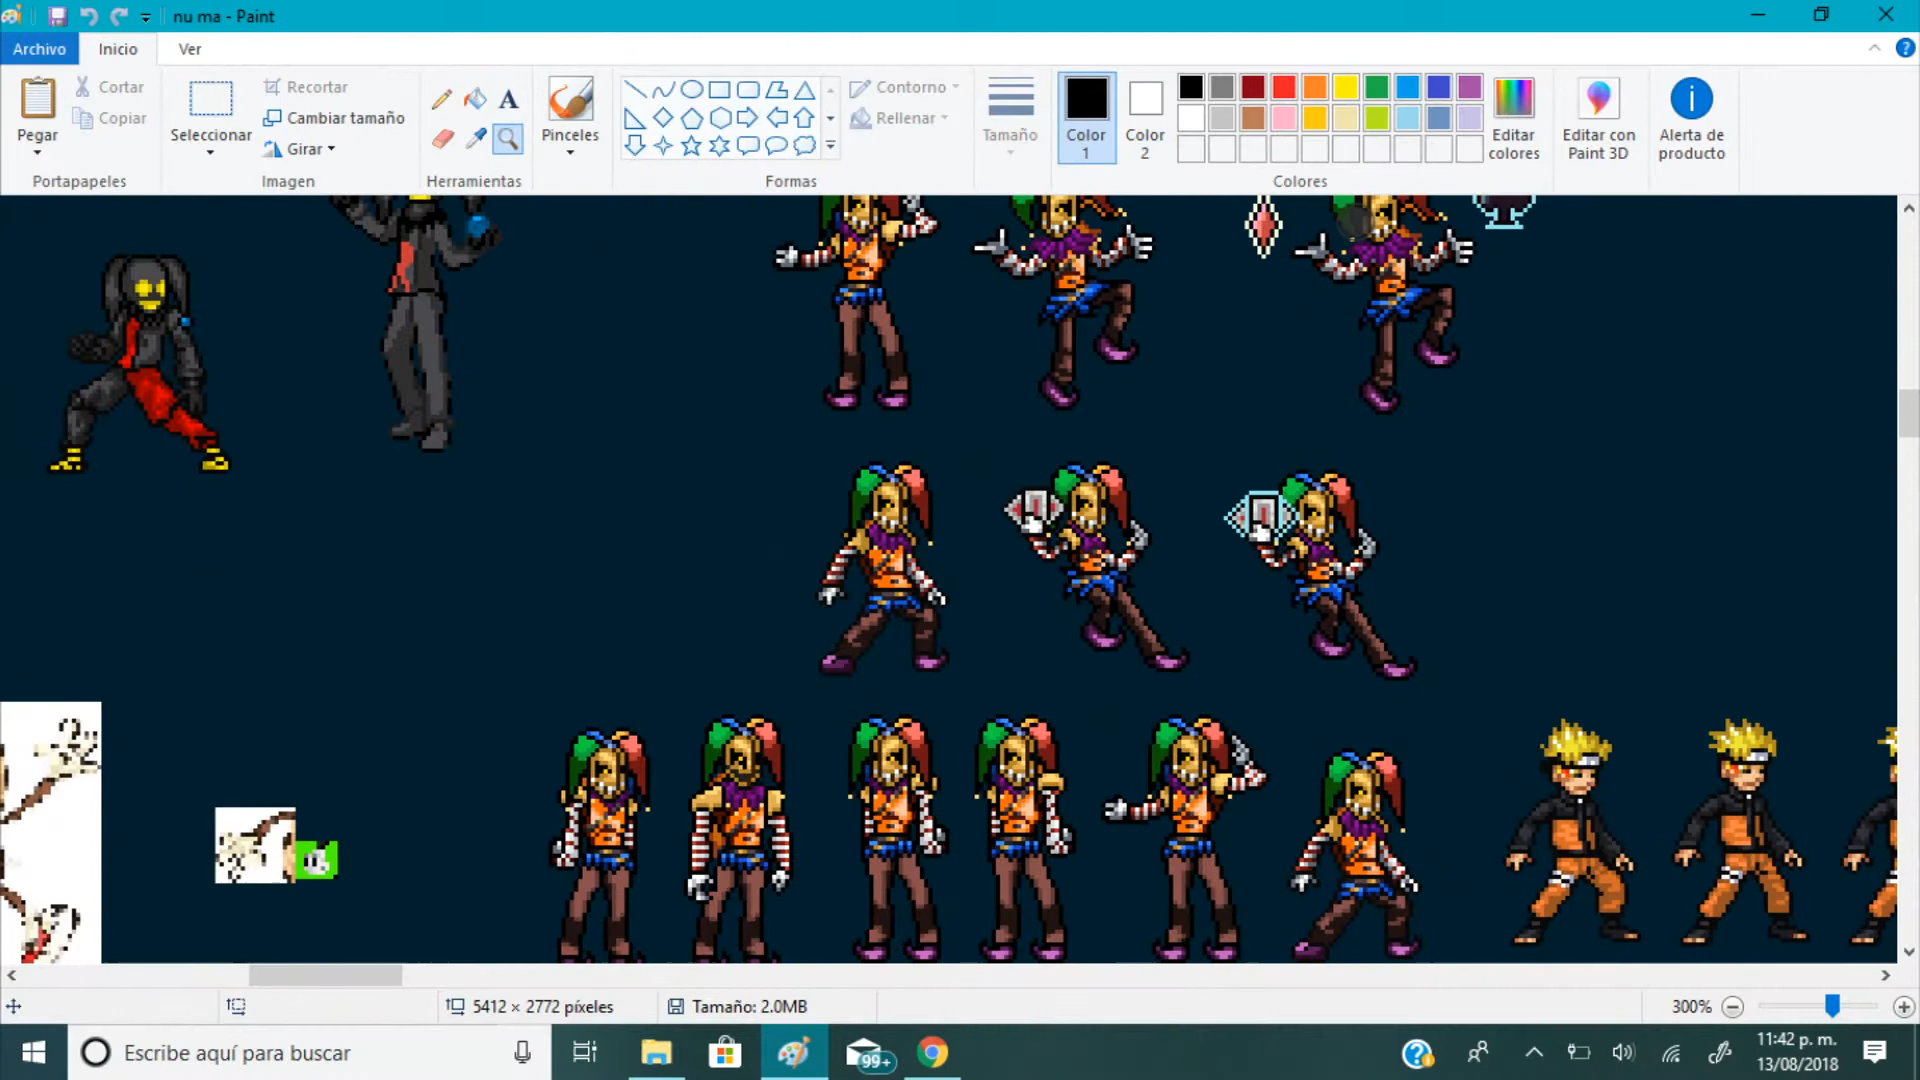 nu ma - Paint
Archivo Inicio Ver
Pegar
Cortar
Copiar
Portapapeles
Seleccionar
Recortar
Cambiar tamaño
Girar
Imagen
A
Herramientas
Pinceles
Contorno
Rellenar
Formas
Tamaño
Color
1
Color
2
Editar
colores
Colores
Editar con
Paint 3D
Alerta de
producto
5412 × 2772 píxeles
Tamaño: 2.0MB
300%
Escribe aquí para buscar
99+
11:42 p. m.
13/08/2018